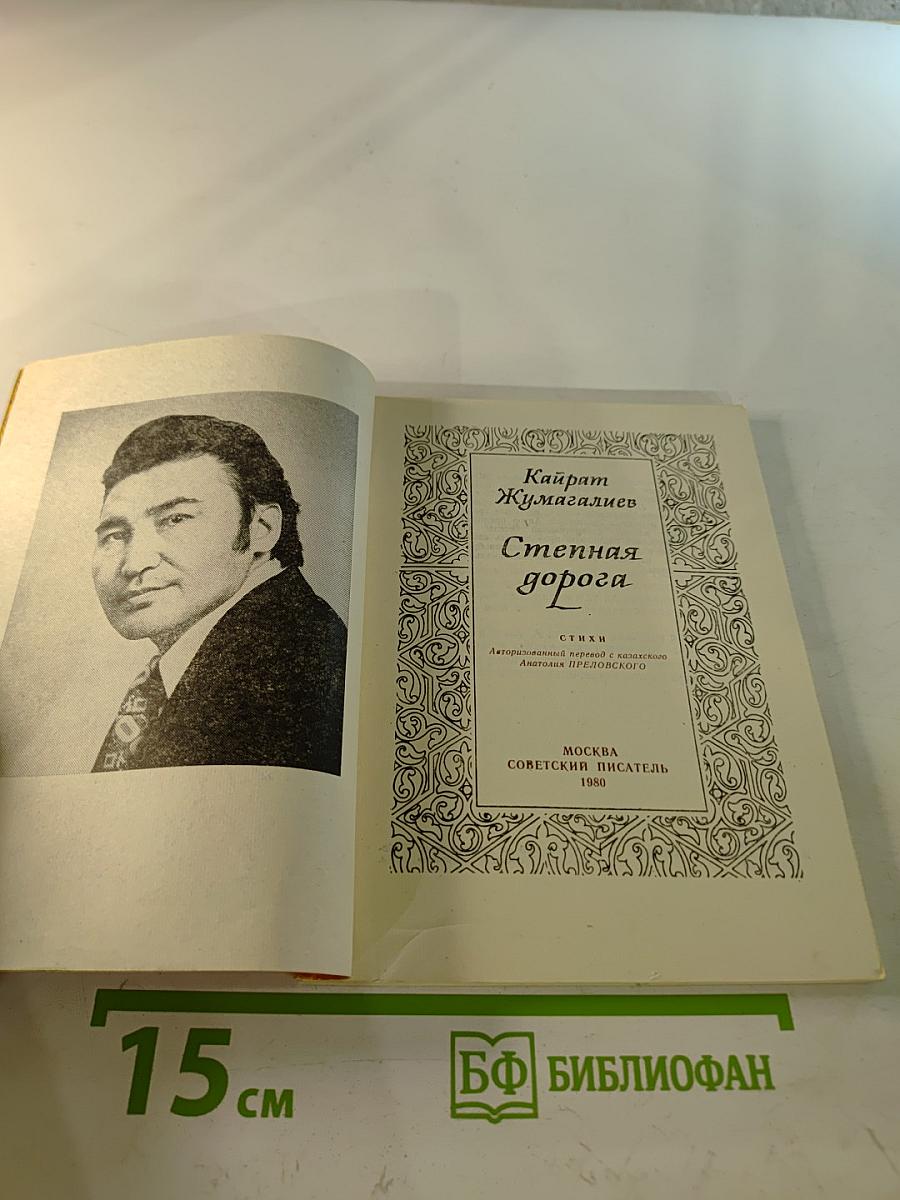 Кайрат
Жумагалиев
Степная
дорога
СТИХИ
Авторизованный перевод с казахского
Анатолия ПРЕЛОВСКОГО
МОСКВА
СОВЕТСКИЙ ПИСАТЕЛЬ
1980
15 см
БФ БИБЛИОФАН